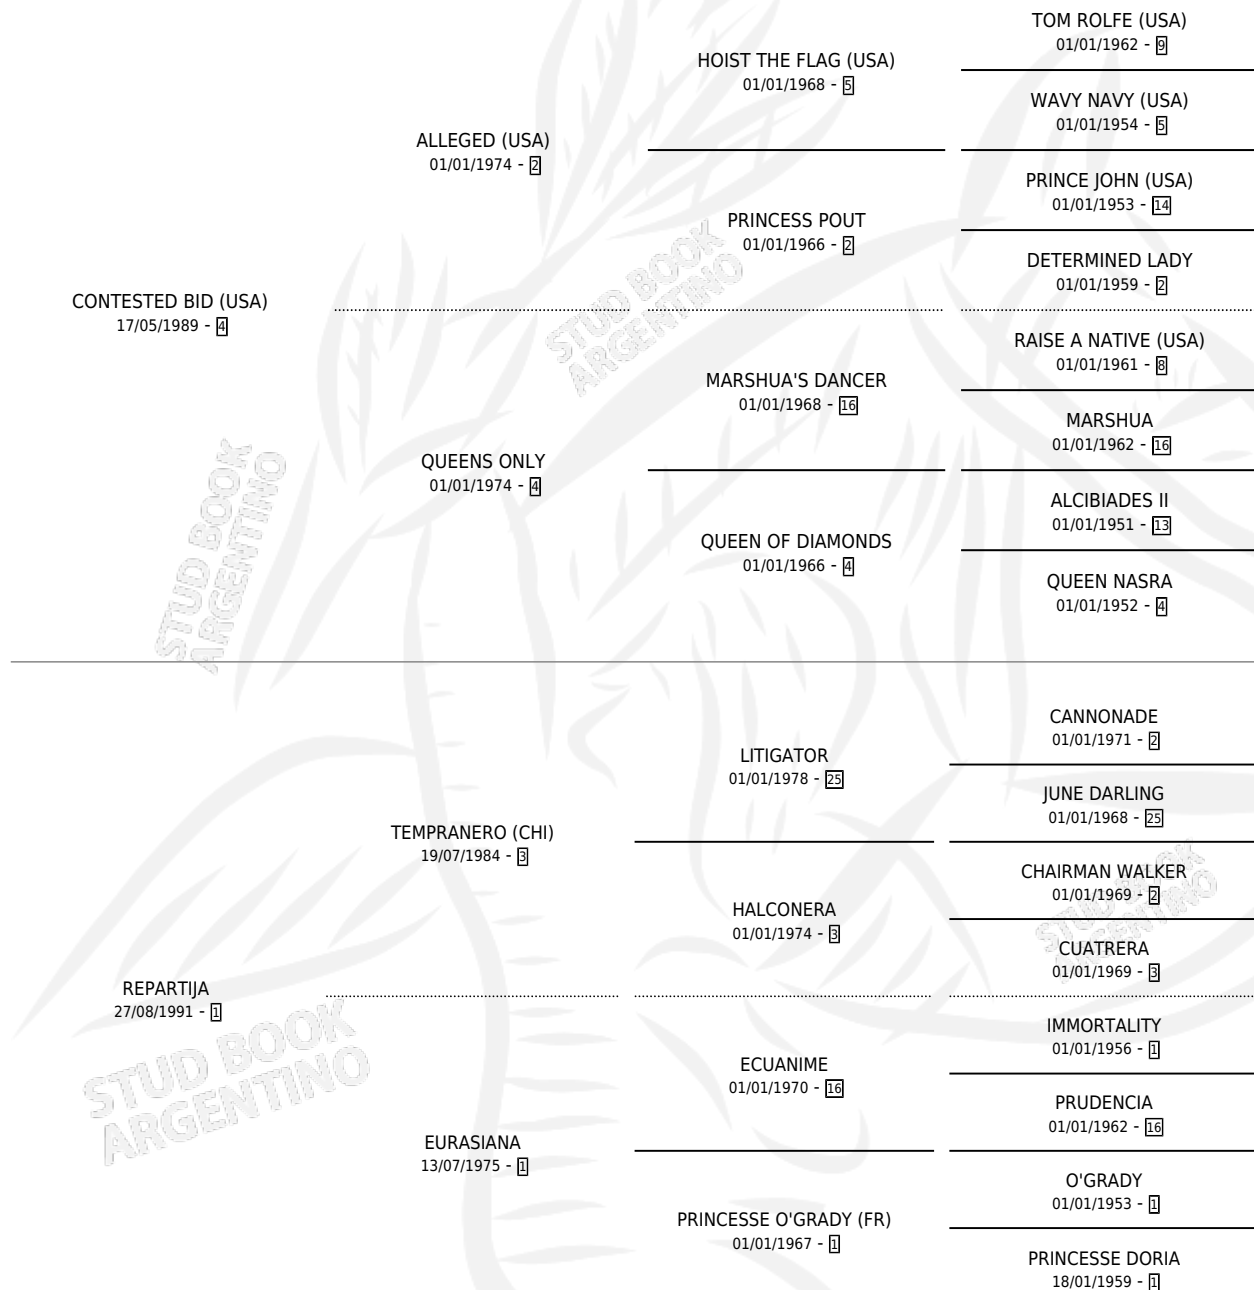 TOM ROLFE (USA)
01/01/1962 - 9
HOIST THE FLAG (USA)
01/01/1968 - 5
WAVY NAVY (USA)
01/01/1954 - 5
ALLEGED (USA)
01/01/1974 - 2
PRINCE JOHN (USA)
01/01/1953 - 14
PRINCESS POUT
01/01/1966 - 2
DETERMINED LADY
01/01/1959 - 2
CONTESTED BID (USA)
17/05/1989 - 4
RAISE A NATIVE (USA)
01/01/1961 - 8
MARSHUA'S DANCER
01/01/1968 - 16
MARSHUA
01/01/1962 - 16
QUEENS ONLY
01/01/1974 - 4
ALCIBIADES II
01/01/1951 - 13
QUEEN OF DIAMONDS
01/01/1966 - 4
QUEEN NASRA
01/01/1952 - 4
CANNONADE
01/01/1971 - 2
LITIGATOR
01/01/1978 - 25
JUNE DARLING
01/01/1968 - 25
TEMPRANERO (CHI)
19/07/1984 - 3
CHAIRMAN WALKER
01/01/1969 - 2
HALCONERA
01/01/1974 - 3
CUATRERA
01/01/1969 - 3
REPARTIJA
27/08/1991 - 1
IMMORTALITY
01/01/1956 - 1
ECUANIME
01/01/1970 - 16
PRUDENCIA
01/01/1962 - 16
EURASIANA
13/07/1975 - 1
O'GRADY
01/01/1953 - 1
PRINCESSE O'GRADY (FR)
01/01/1967 - 1
PRINCESSE DORIA
18/01/1959 - 1
STUD BOOK
ARGENTINO
STUD BOOK
ARGENTINO
STUD BOOK
ARGENTINO
STUD BOOK
ARGENTINO